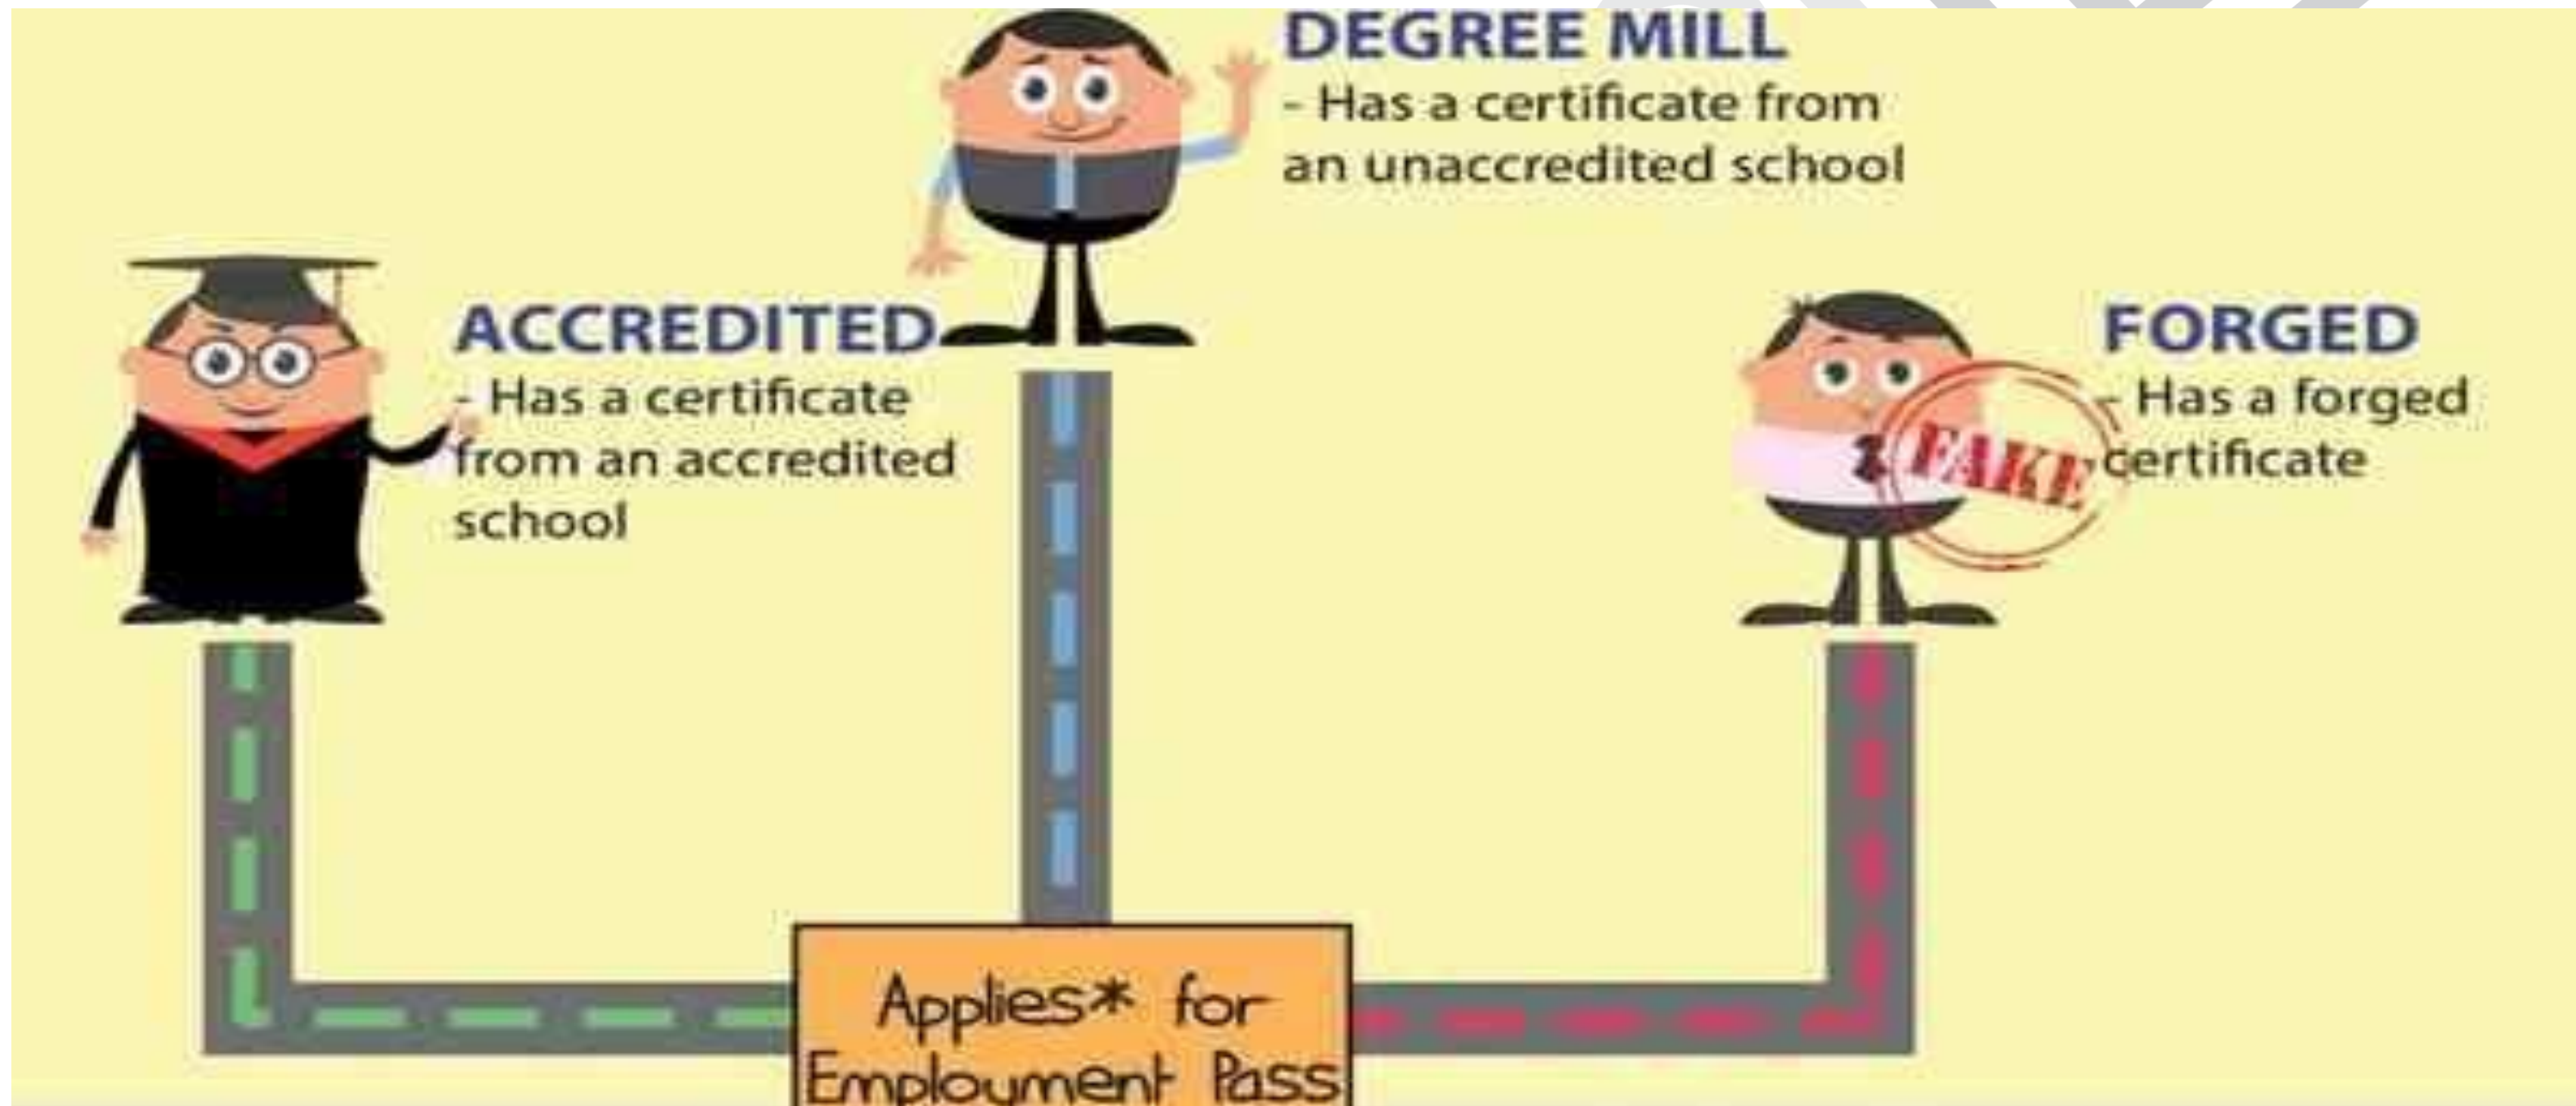 DEGREE MILL
- Has a certificate from
an unaccredited school
ACCREDITED
- Has a certificate
from an accredited
school
FORGED
- Has a forged
certificate
FAKE
Applies* for
Employment Pass